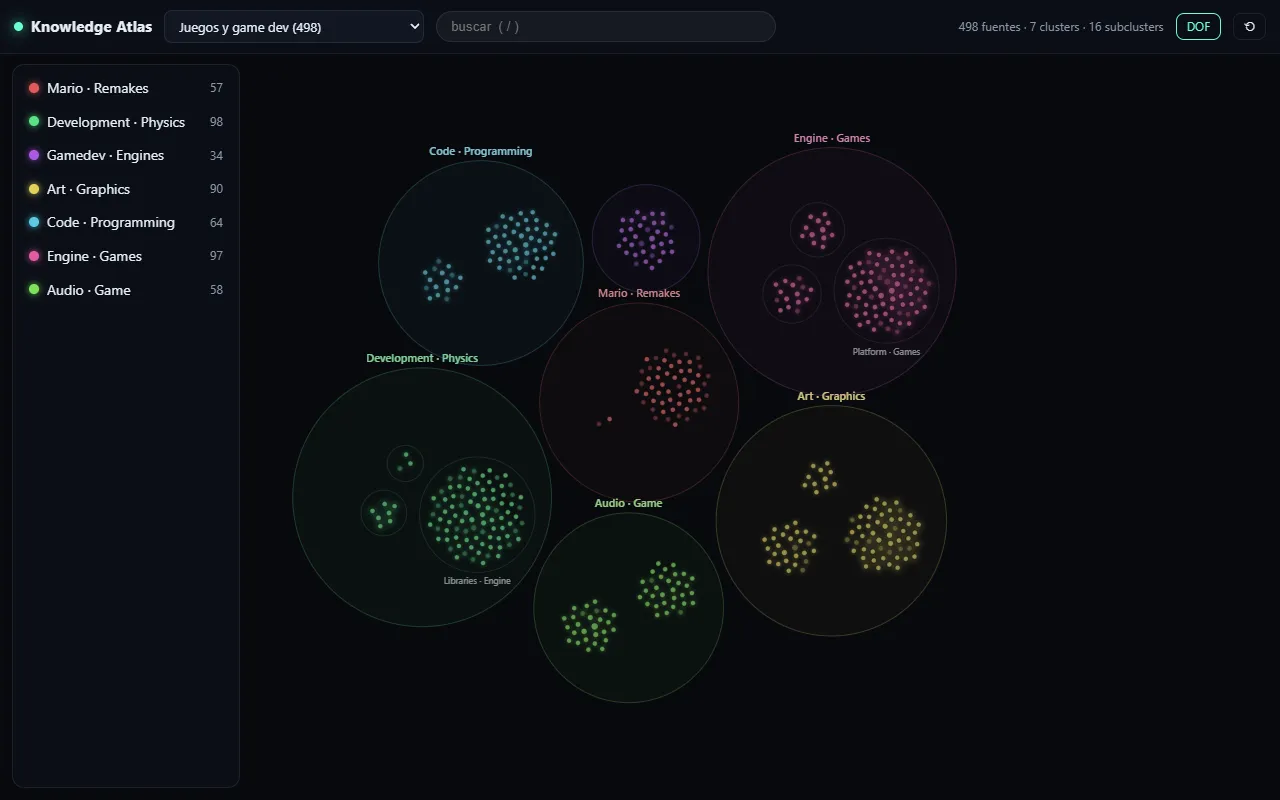 Knowledge Atlas
Juegos y game dev (498)
buscar ( / )
498 fuentes · 7 clusters · 16 subclusters
DOF
Mario · Remakes 57
Development · Physics 98
Gamedev · Engines 34
Art · Graphics 90
Code · Programming 64
Engine · Games 97
Audio · Game 58
Engine · Games
Code · Programming
Mario · Remakes
Platform · Games
Development · Physics
Art · Graphics
Audio · Game
Libraries · Engine